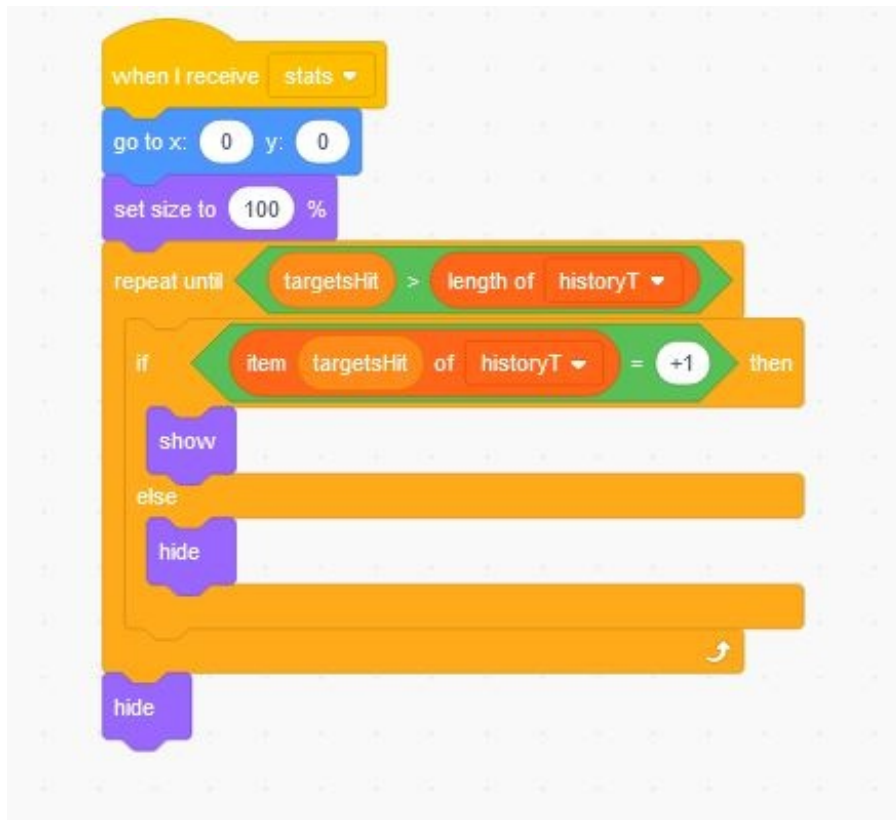 when I receive stats
go to x: 0 y: 0
set size to 100 %
repeat until targetsHit > length of historyT
if item targetsHit of historyT = +1 then
show
else
hide
hide